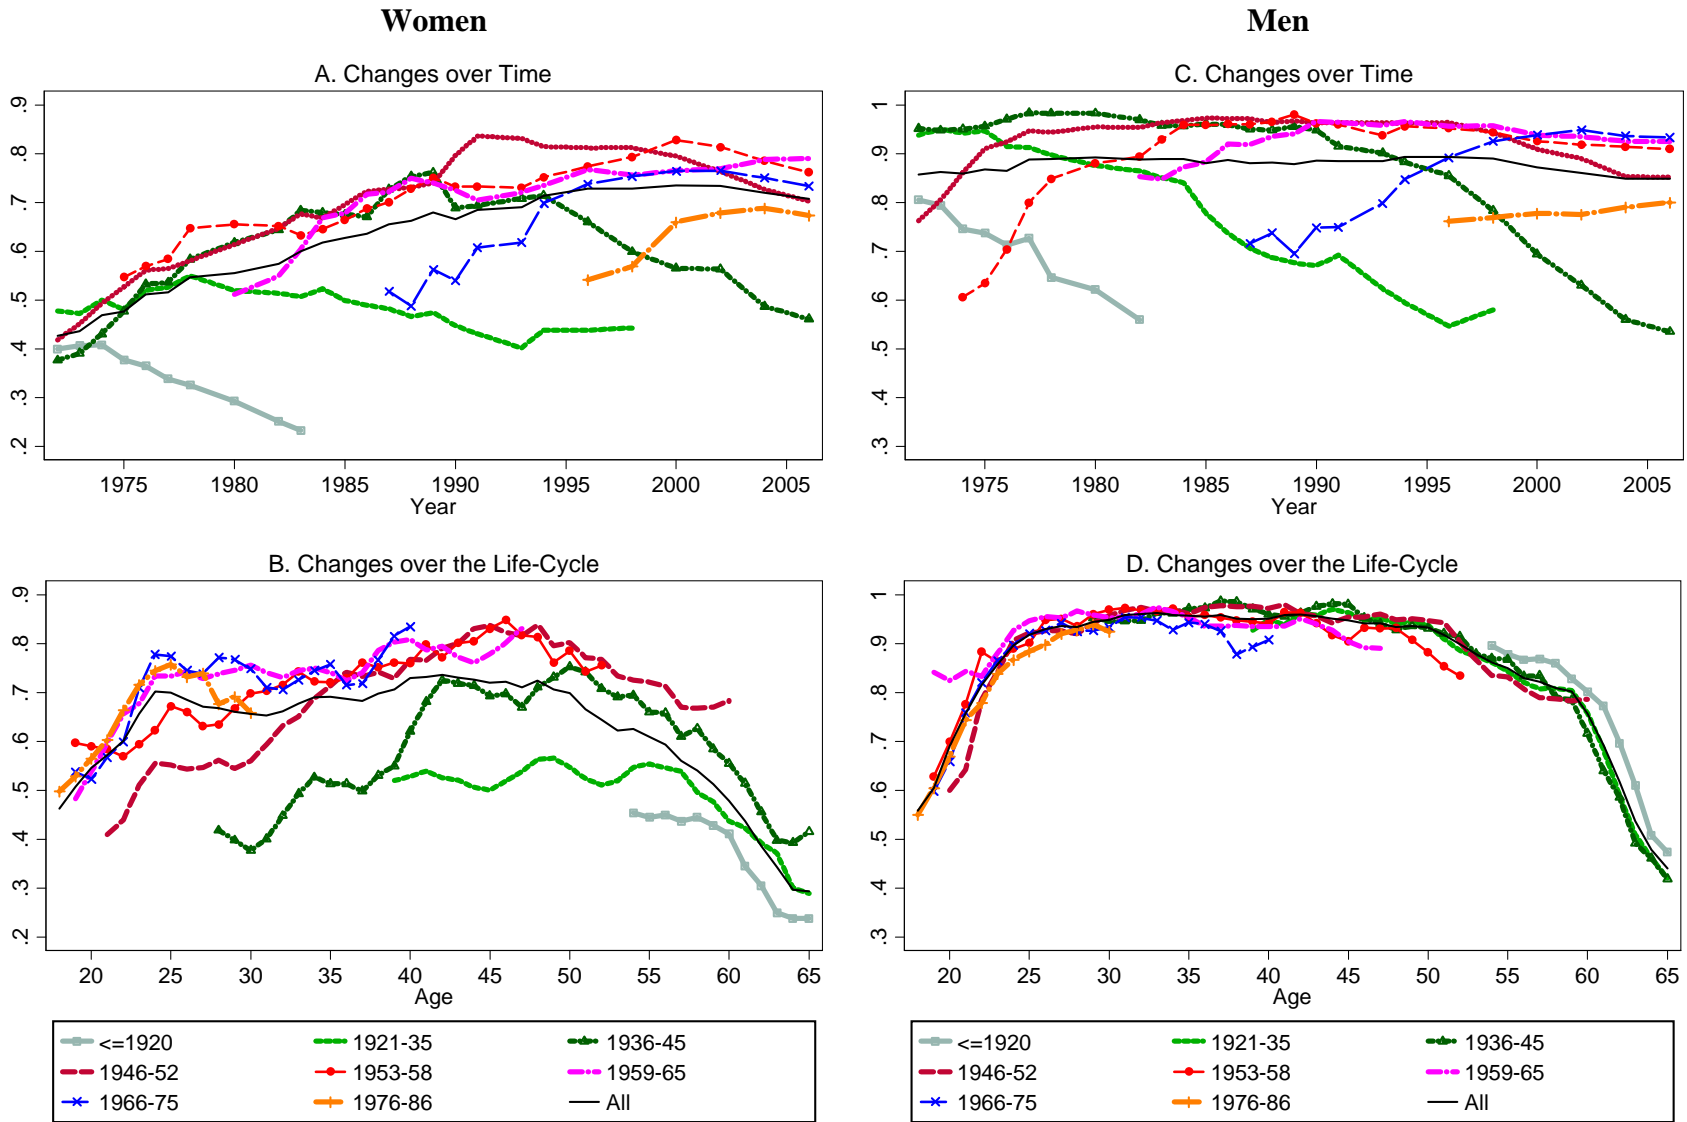 Women
Men
A. Changes over Time
.9
.8
.7
.6
.5
.4
.3
.2
1975 1980 1985 1990 1995 2000 2005
Year
C. Changes over Time
1
.9
.8
.7
.6
.5
.4
.3
1975 1980 1985 1990 1995 2000 2005
Year
B. Changes over the Life-Cycle
.9
.8
.7
.6
.5
.4
.3
.2
20 25 30 35 40 45 50 55 60 65
Age
D. Changes over the Life-Cycle
1
.9
.8
.7
.6
.5
.4
.3
20 25 30 35 40 45 50 55 60 65
Age
<=1920 1921-35 1936-45
1946-52 1953-58 1959-65
1966-75 1976-86 All
<=1920 1921-35 1936-45
1946-52 1953-58 1959-65
1966-75 1976-86 All